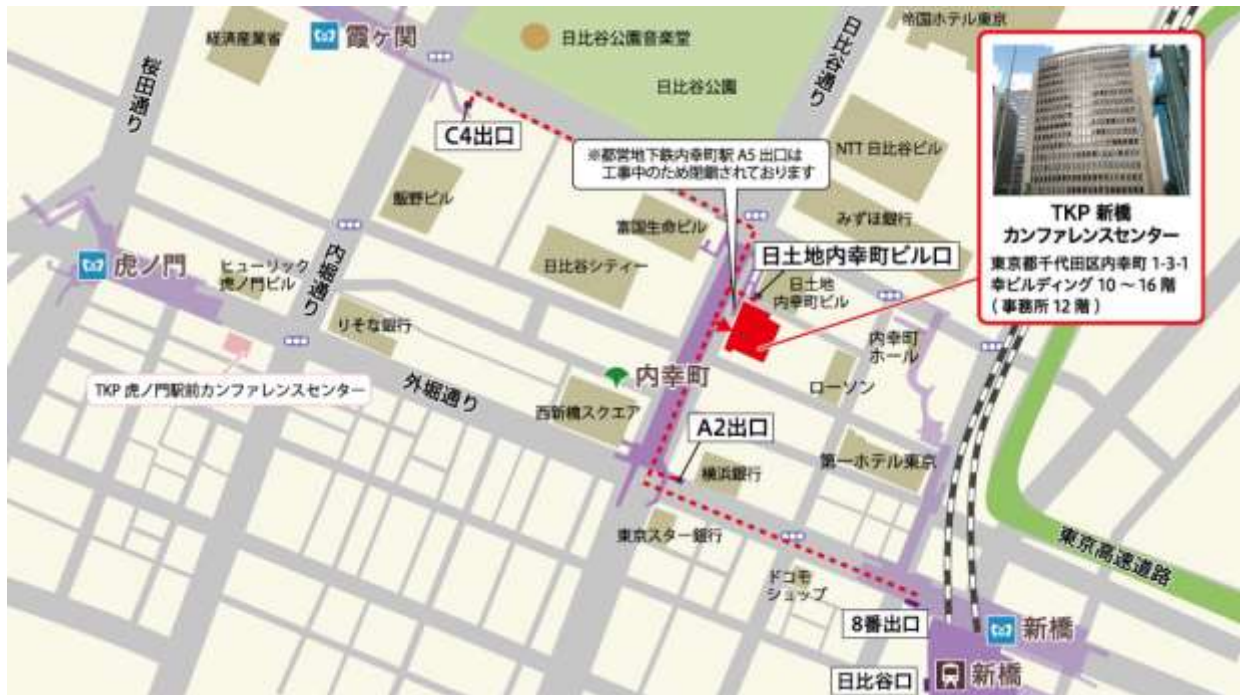 経済産業省
霞ヶ関
日比谷公園音楽堂
日比谷通り
帝国ホテル東京
桜田通り
日比谷公園
C4出口
※都営地下鉄内幸町駅 A5 出口は
工事中のため閉鎖されております
NTT 日比谷ビル
飯野ビル
富国生命ビル
みずほ銀行
TKP 新橋
カンファレンスセンター
東京都千代田区内幸町 1-3-1
幸ビルディング 10 ～ 16 階
( 事務所 12 階 )
虎ノ門
ヒューリック
虎ノ門ビル
内堀通り
日比谷シティー
日土地内幸町ビル口
日土地
内幸町ビル
りそな銀行
内幸町
ホール
TKP 虎ノ門駅前カンファレンスセンター
外堀通り
内幸町
ローソン
西新橋スクエア
A2出口
横浜銀行
第一ホテル東京
東京スター銀行
東京高速道路
ドコモ
ショップ
8番出口
新橋
日比谷口
新橋